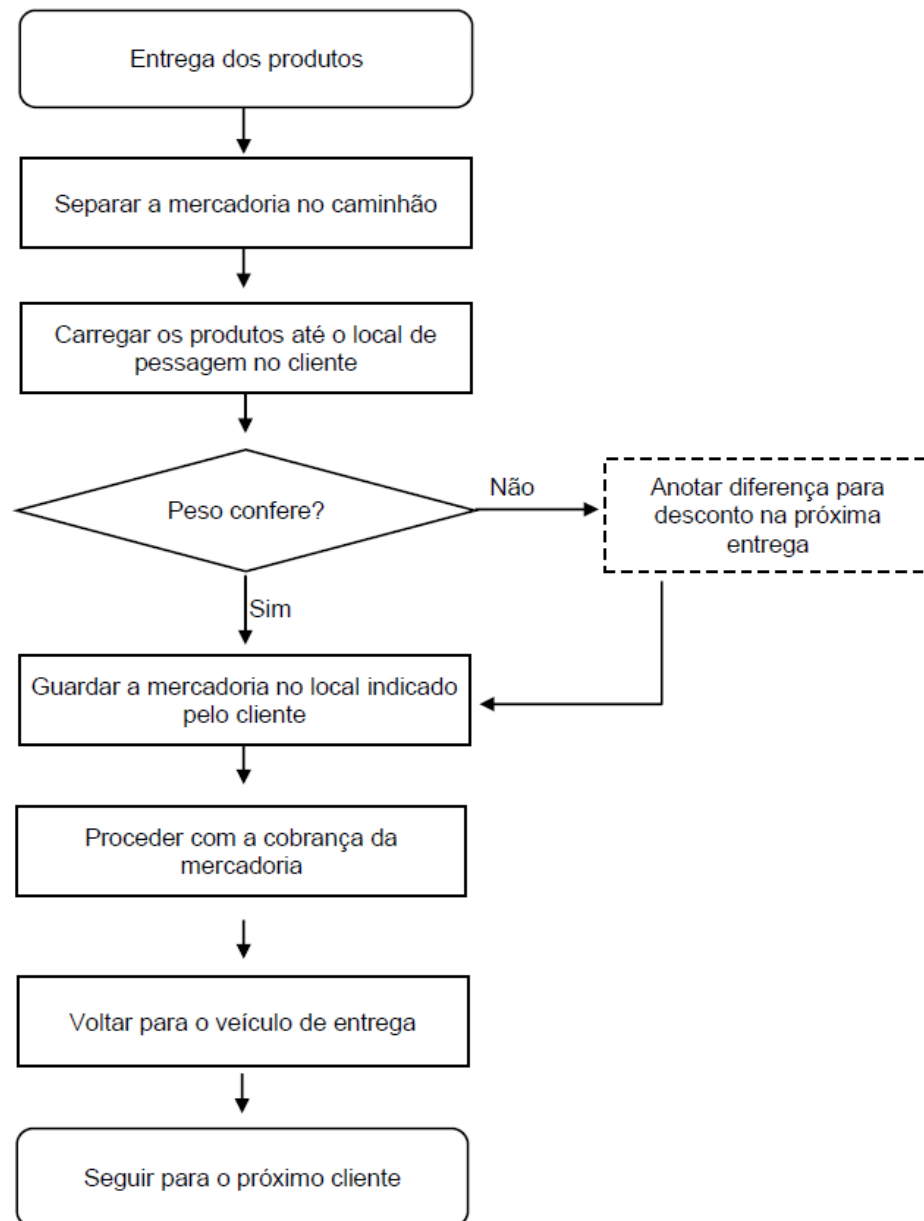 Entrega dos produtos
Separar a mercadoria no caminhão
Carregar os produtos até o local de
pessagem no cliente
Peso confere?
Não
Anotar diferença para
desconto na próxima
entrega
Sim
Guardar a mercadoria no local indicado
pelo cliente
Proceder com a cobrança da
mercadoria
Voltar para o veículo de entrega
Seguir para o próximo cliente